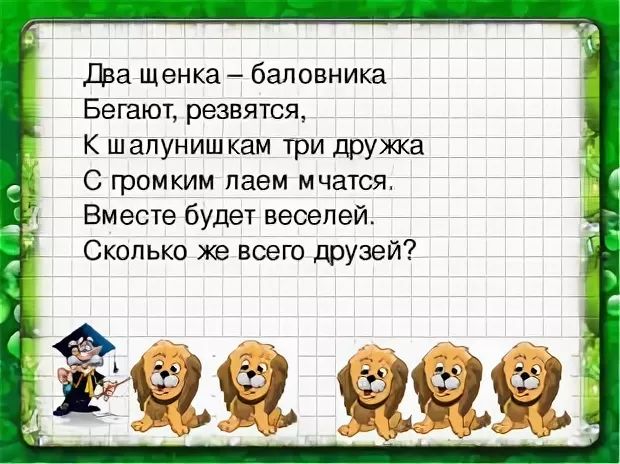 Два щенка – баловника
Бегают, резвятся,
К шалунишкам три дружка
С громким лаем мчатся.
Вместе будет веселей.
Сколько же всего друзей?